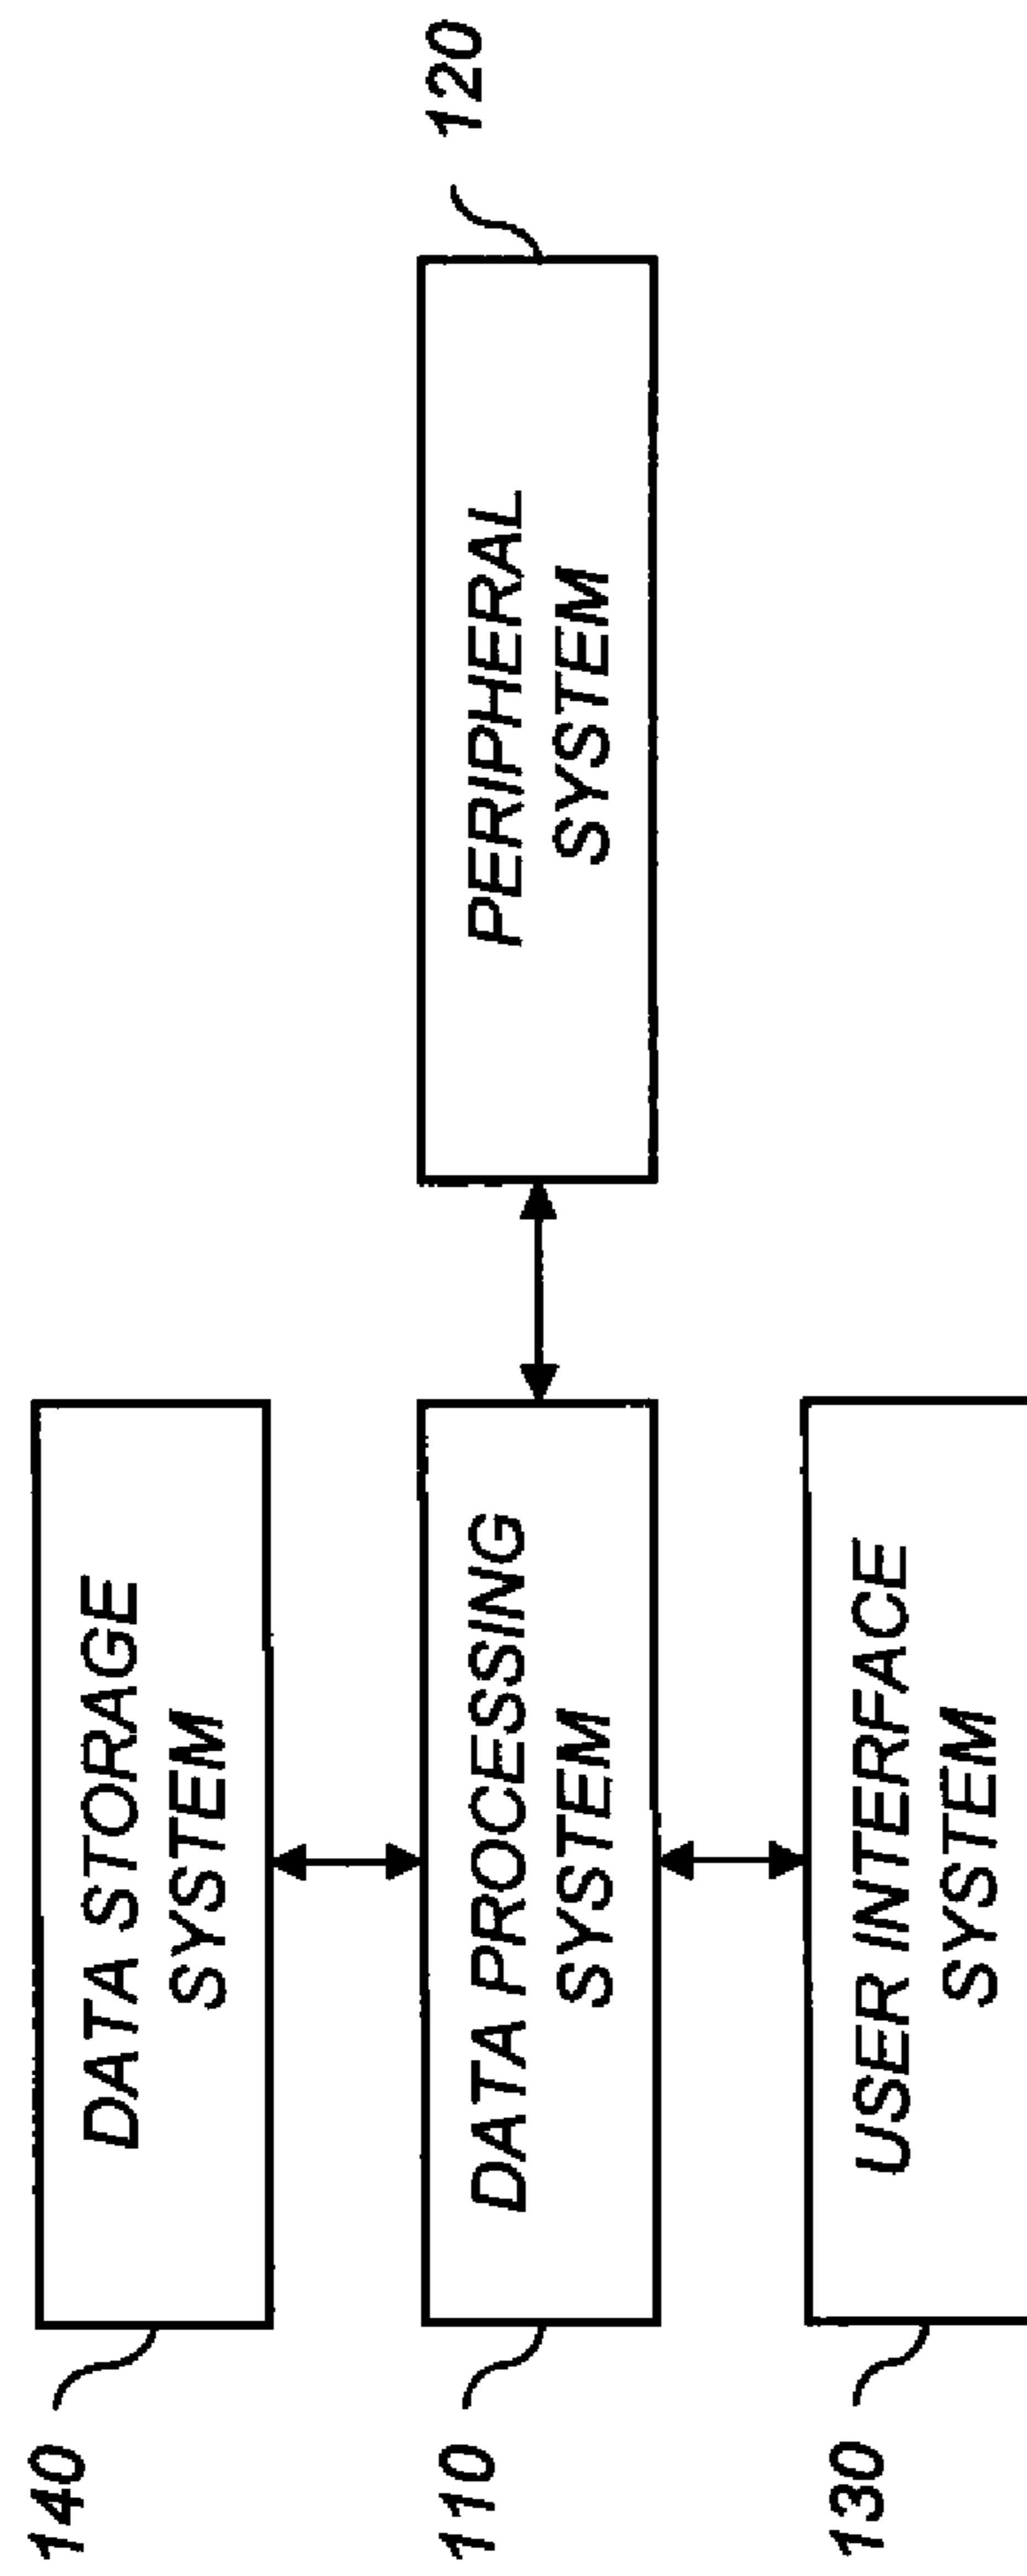 140
DATA STORAGE
SYSTEM
110
DATA PROCESSING
SYSTEM
PERIPHERAL
SYSTEM
120
130
USER INTERFACE
SYSTEM